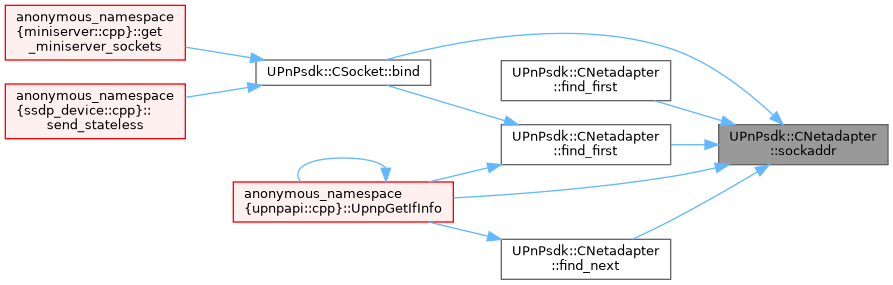 anonymous_namespace
{miniserver::cpp}::get
_miniserver_sockets
UPnPsdk::CSocket::bind
anonymous_namespace
{ssdp_device::cpp}::
send_stateless
UPnPsdk::CNetadapter
::find_first
UPnPsdk::CNetadapter
::find_first
UPnPsdk::CNetadapter
::sockaddr
anonymous_namespace
{upnpapi::cpp}::UpnpGetIfInfo
UPnPsdk::CNetadapter
::find_next